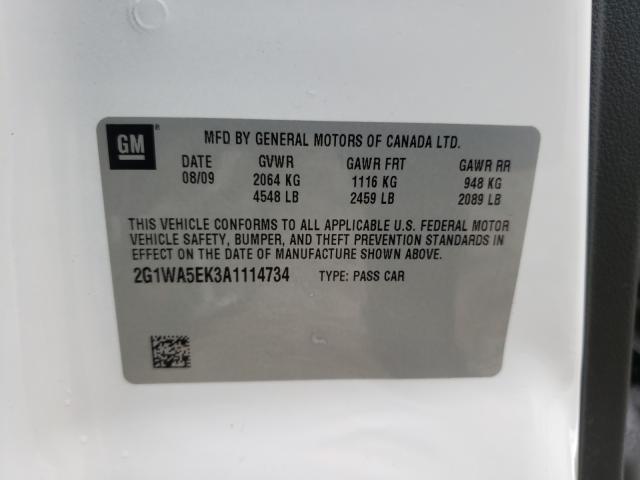 GM ®
MFD BY GENERAL MOTORS OF CANADA LTD.
DATE GVWR GAWR FRT GAWR RR
08/09 2064 KG 1116 KG 948 KG
4548 LB 2459 LB 2089 LB
THIS VEHICLE CONFORMS TO ALL APPLICABLE U.S. FEDERAL MOTOR
VEHICLE SAFETY, BUMPER, AND THEFT PREVENTION STANDARDS IN
EFFECT ON THE DATE OF MANUFACTURE SHOWN ABOVE.
2G1WA5EK3A1114734 TYPE: PASS CAR